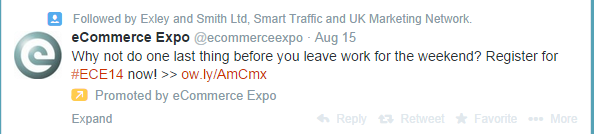 Followed by Exley and Smith Ltd, Smart Traffic and UK Marketing Network.
eCommerce Expo @ecommerceexpo · Aug 15
Why not do one last thing before you leave work for the weekend? Register for
#ECE14 now! >> ow.ly/AmCmx
Promoted by eCommerce Expo
Expand Reply Retweet Favorite More